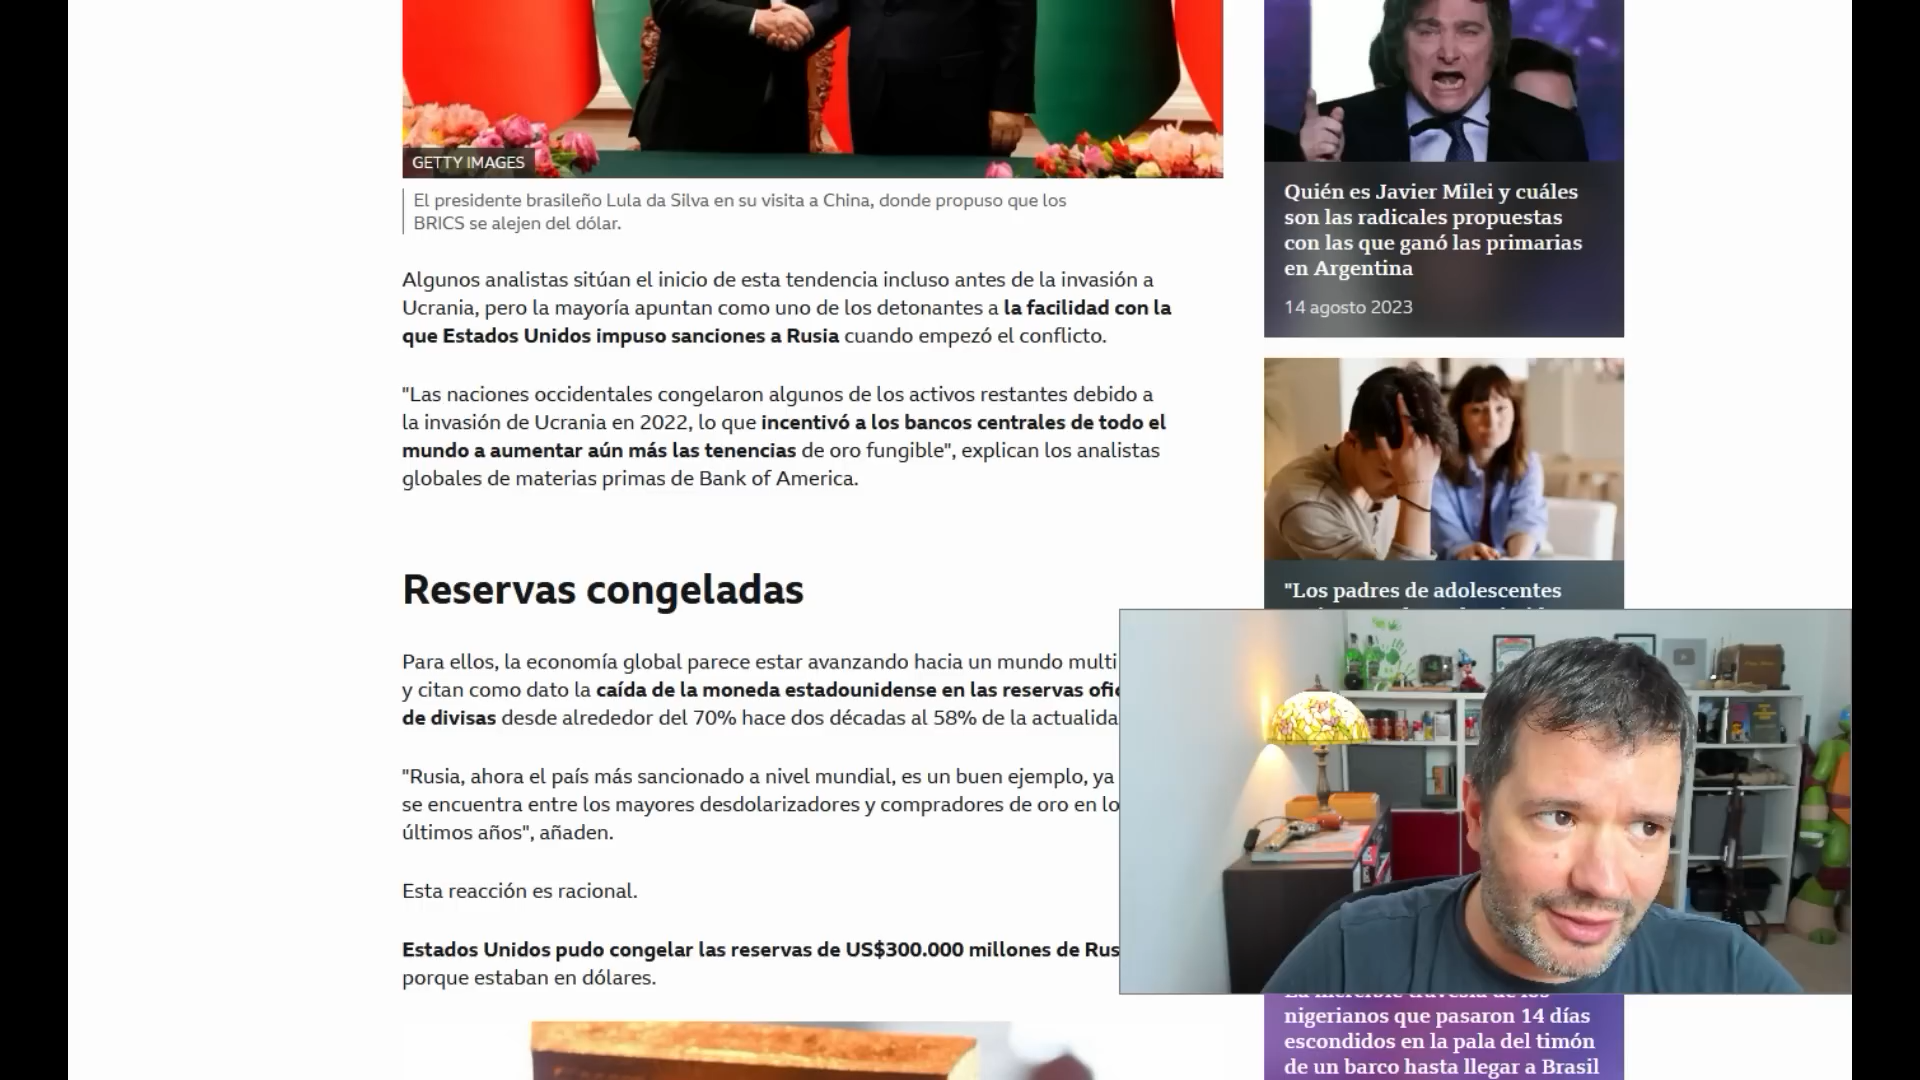 GETTY IMAGES
El presidente brasileño Lula da Silva en su visita a China, donde propuso que los
BRICS se alejen del dólar.
Algunos analistas sitúan el inicio de esta tendencia incluso antes de la invasión a
Ucrania, pero la mayoría apuntan como uno de los detonantes a la facilidad con la
que Estados Unidos impuso sanciones a Rusia cuando empezó el conflicto.
"Las naciones occidentales congelaron algunos de los activos restantes debido a
la invasión de Ucrania en 2022, lo que incentivó a los bancos centrales de todo el
mundo a aumentar aún más las tenencias de oro fungible", explican los analistas
globales de materias primas de Bank of America.
Reservas congeladas
Para ellos, la economía global parece estar avanzando hacia un mundo multi
y citan como dato la caída de la moneda estadounidense en las reservas ofic
de divisas desde alrededor del 70% hace dos décadas al 58% de la actualida
"Rusia, ahora el país más sancionado a nivel mundial, es un buen ejemplo, ya
se encuentra entre los mayores desdolarizadores y compradores de oro en lo
últimos años", añaden.
Esta reacción es racional.
Estados Unidos pudo congelar las reservas de US$300.000 millones de Rus
porque estaban en dólares.
Quién es Javier Milei y cuáles
son las radicales propuestas
con las que ganó las primarias
en Argentina
14 agosto 2023
"Los padres de adolescentes
La increíble travesía de los
nigerianos que pasaron 14 días
escondidos en la pala del timón
de un barco hasta llegar a Brasil